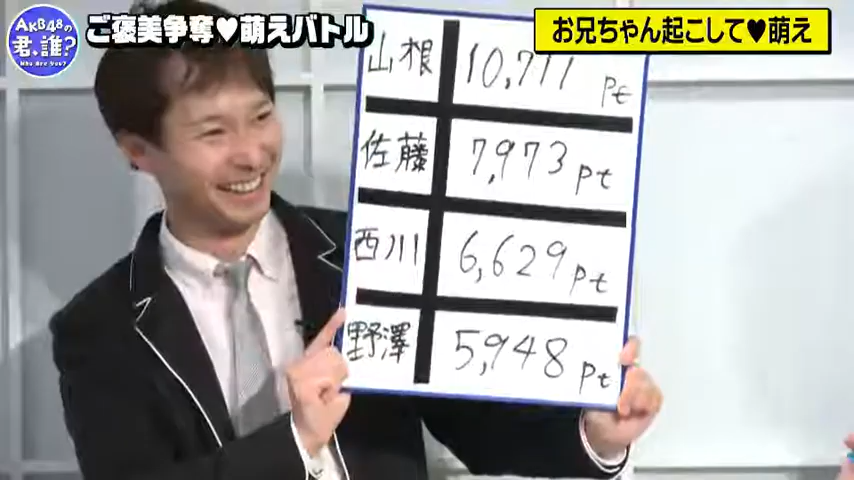 AKB48の
君、誰?
Who Are You?
ご褒美争奪♥萌えバトル
お兄ちゃん起こして♥萌え
山根 10,711 pt
佐藤 7,973 pt
西川 6,629 pt
野澤 5,948 pt